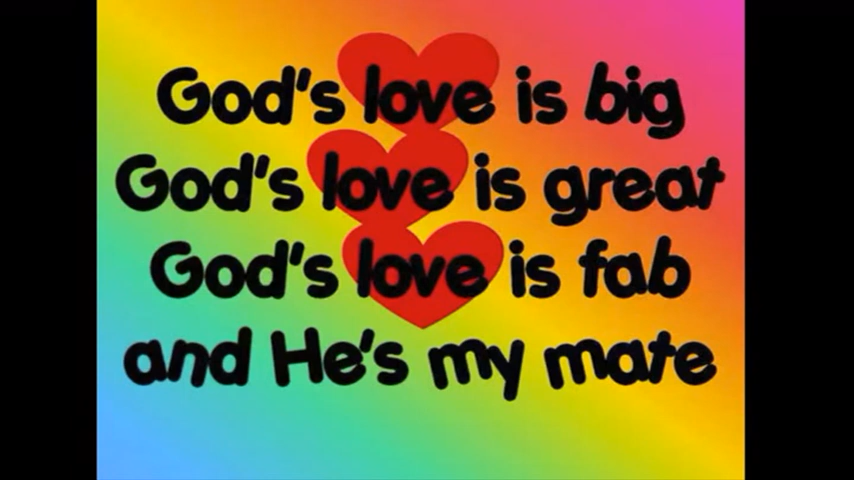 God's love is big
God's love is great
God's love is fab
and He's my mate